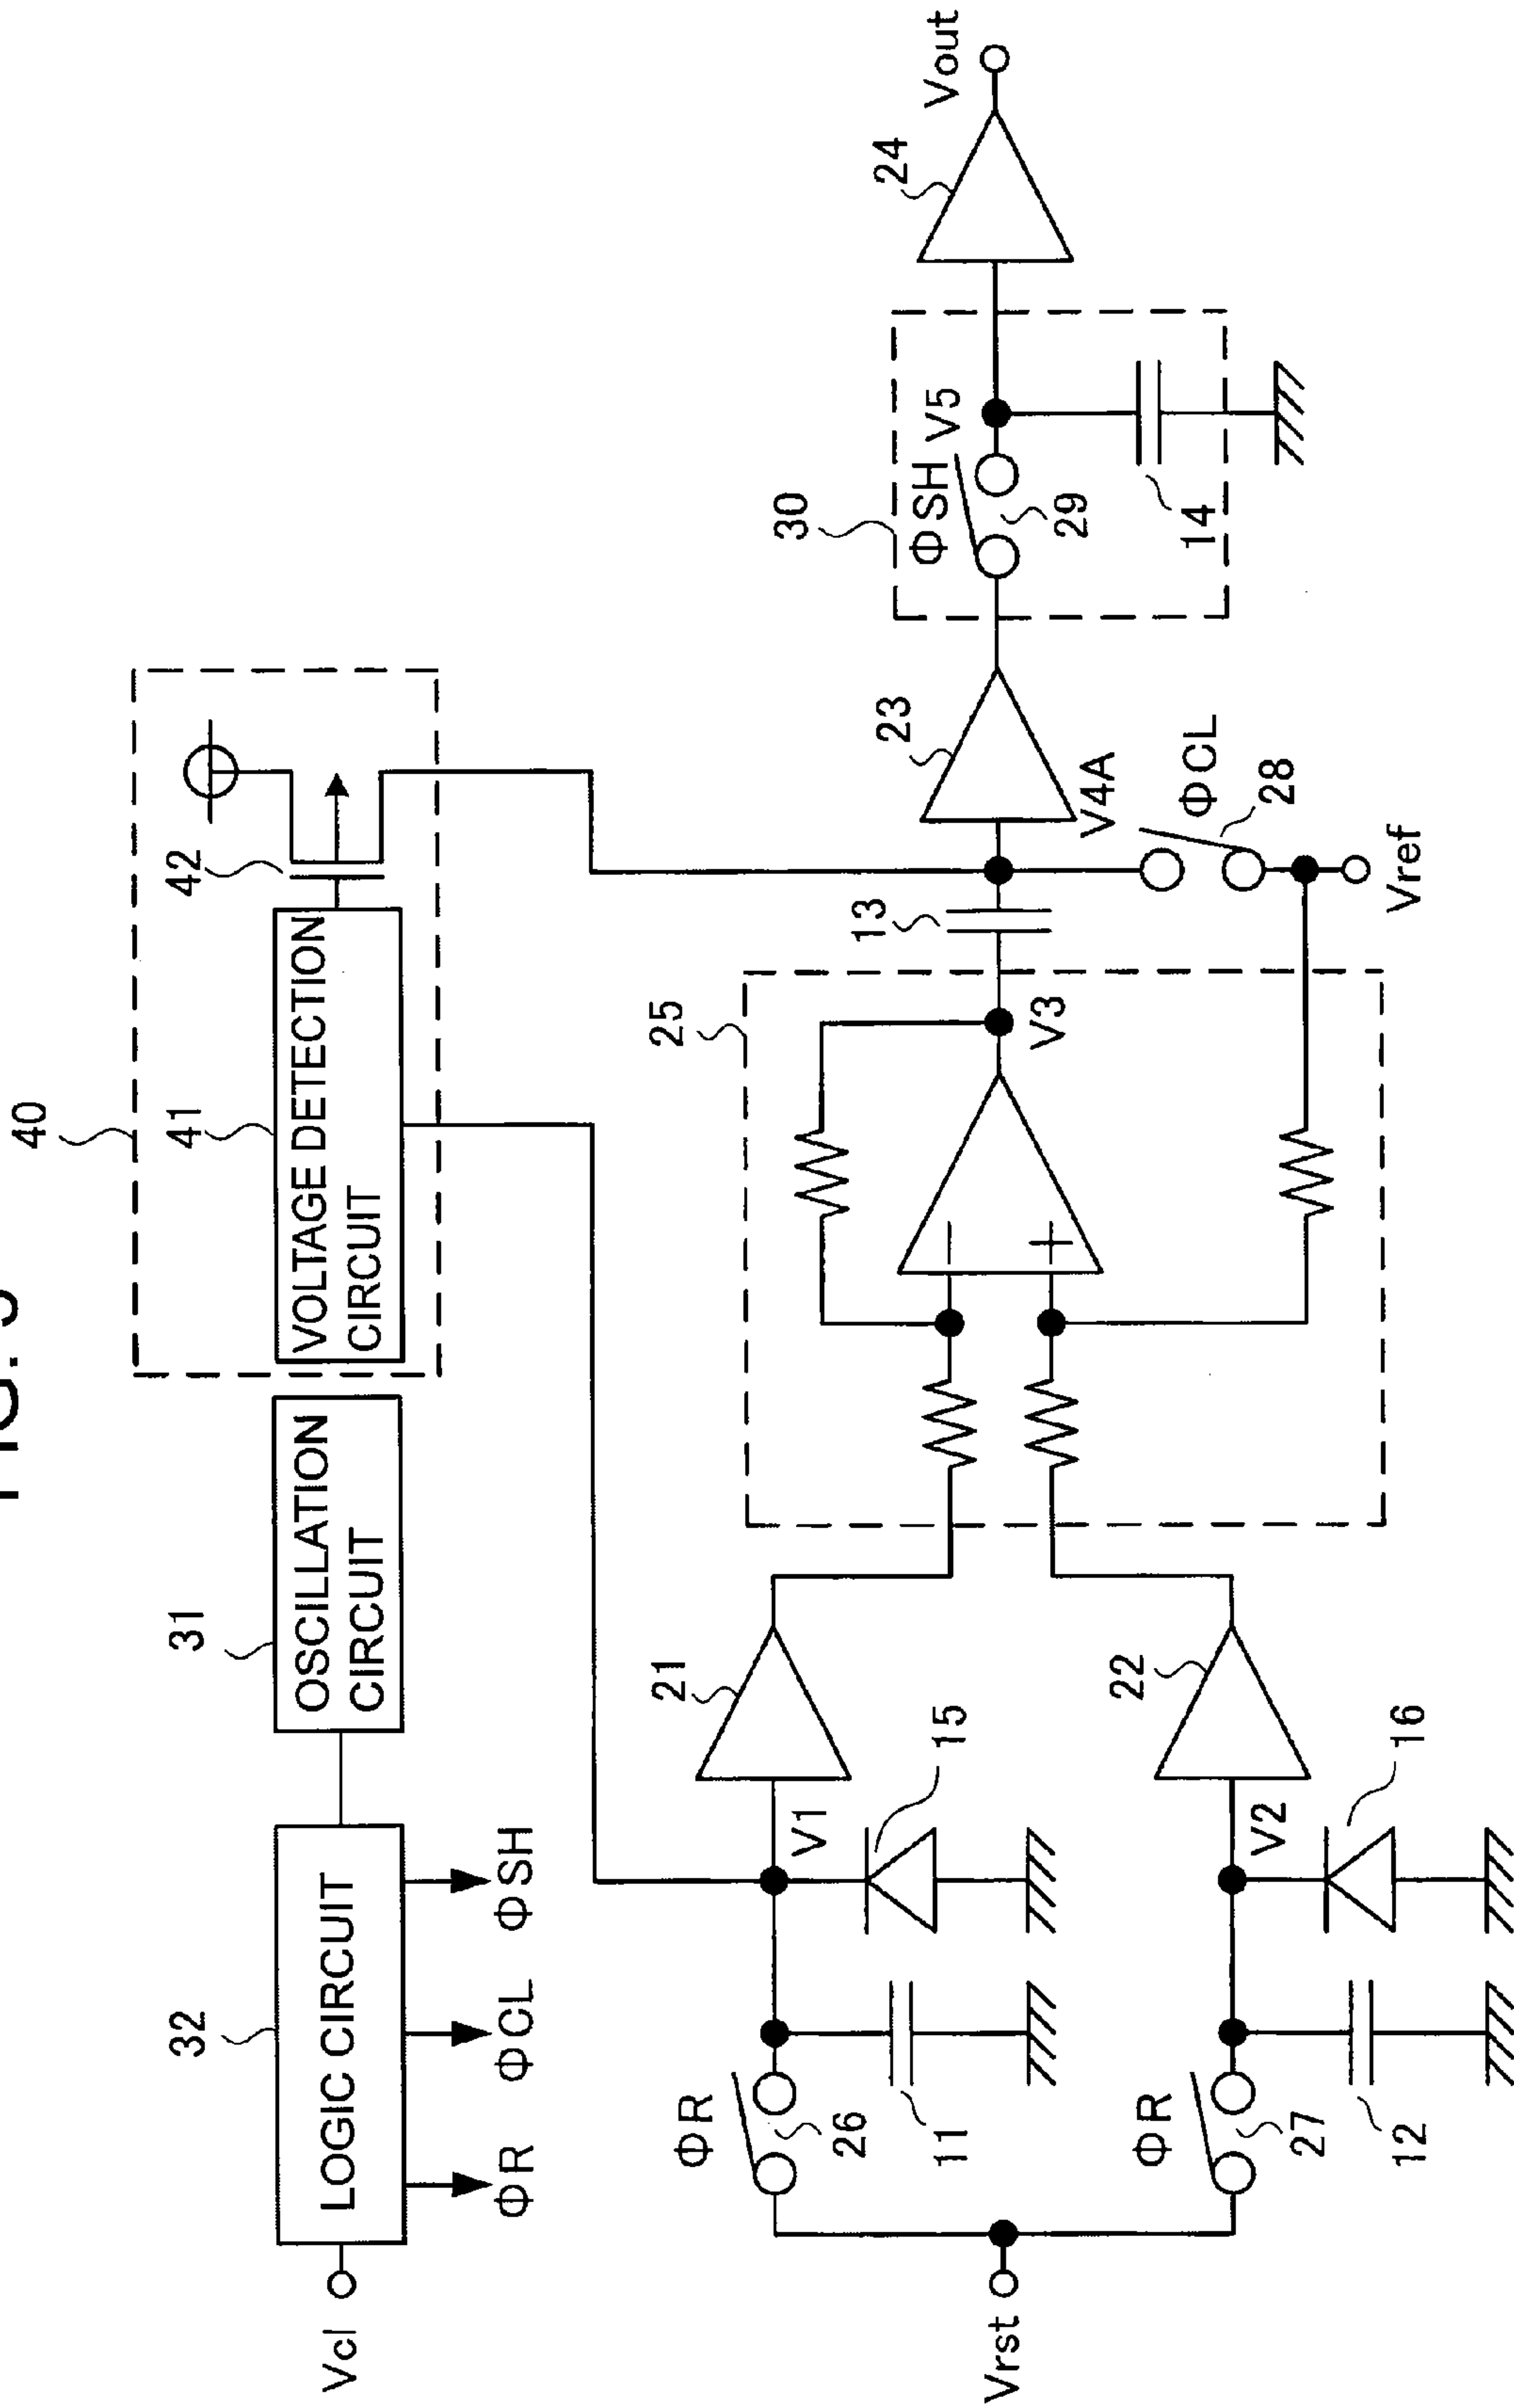 40
32
31
41
42
Vcl
LOGIC CIRCUIT
OSCILLATION
CIRCUIT
VOLTAGE DETECTION
CIRCUIT
ΦR
ΦCL
ΦSH
ΦR
26
11
V1
21
15
25
V3
13
23
V4A
ΦCL
28
Vref
30
ΦSH
V5
29
14
24
Vout
Vrst
ΦR
27
12
V2
22
16
−
+